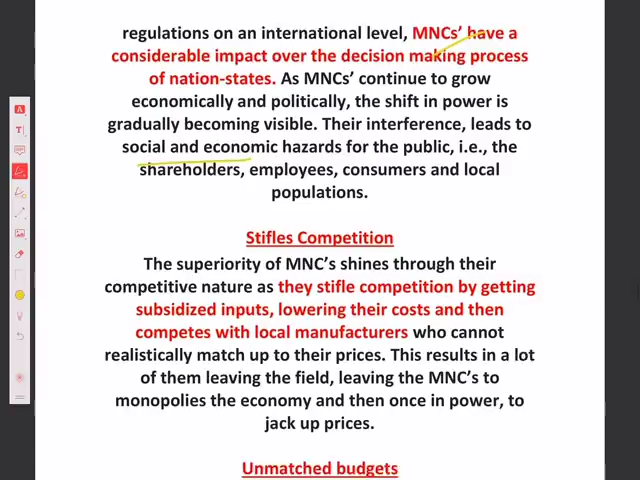 regulations on an international level, MNCs’ have a
considerable impact over the decision making process
of nation-states. As MNCs’ continue to grow
economically and politically, the shift in power is
gradually becoming visible. Their interference, leads to
social and economic hazards for the public, i.e., the
shareholders, employees, consumers and local
populations.
Stifles Competition
The superiority of MNC’s shines through their
competitive nature as they stifle competition by getting
subsidized inputs, lowering their costs and then
competes with local manufacturers who cannot
realistically match up to their prices. This results in a lot
of them leaving the field, leaving the MNC’s to
monopolies the economy and then once in power, to
jack up prices.
Unmatched budgets